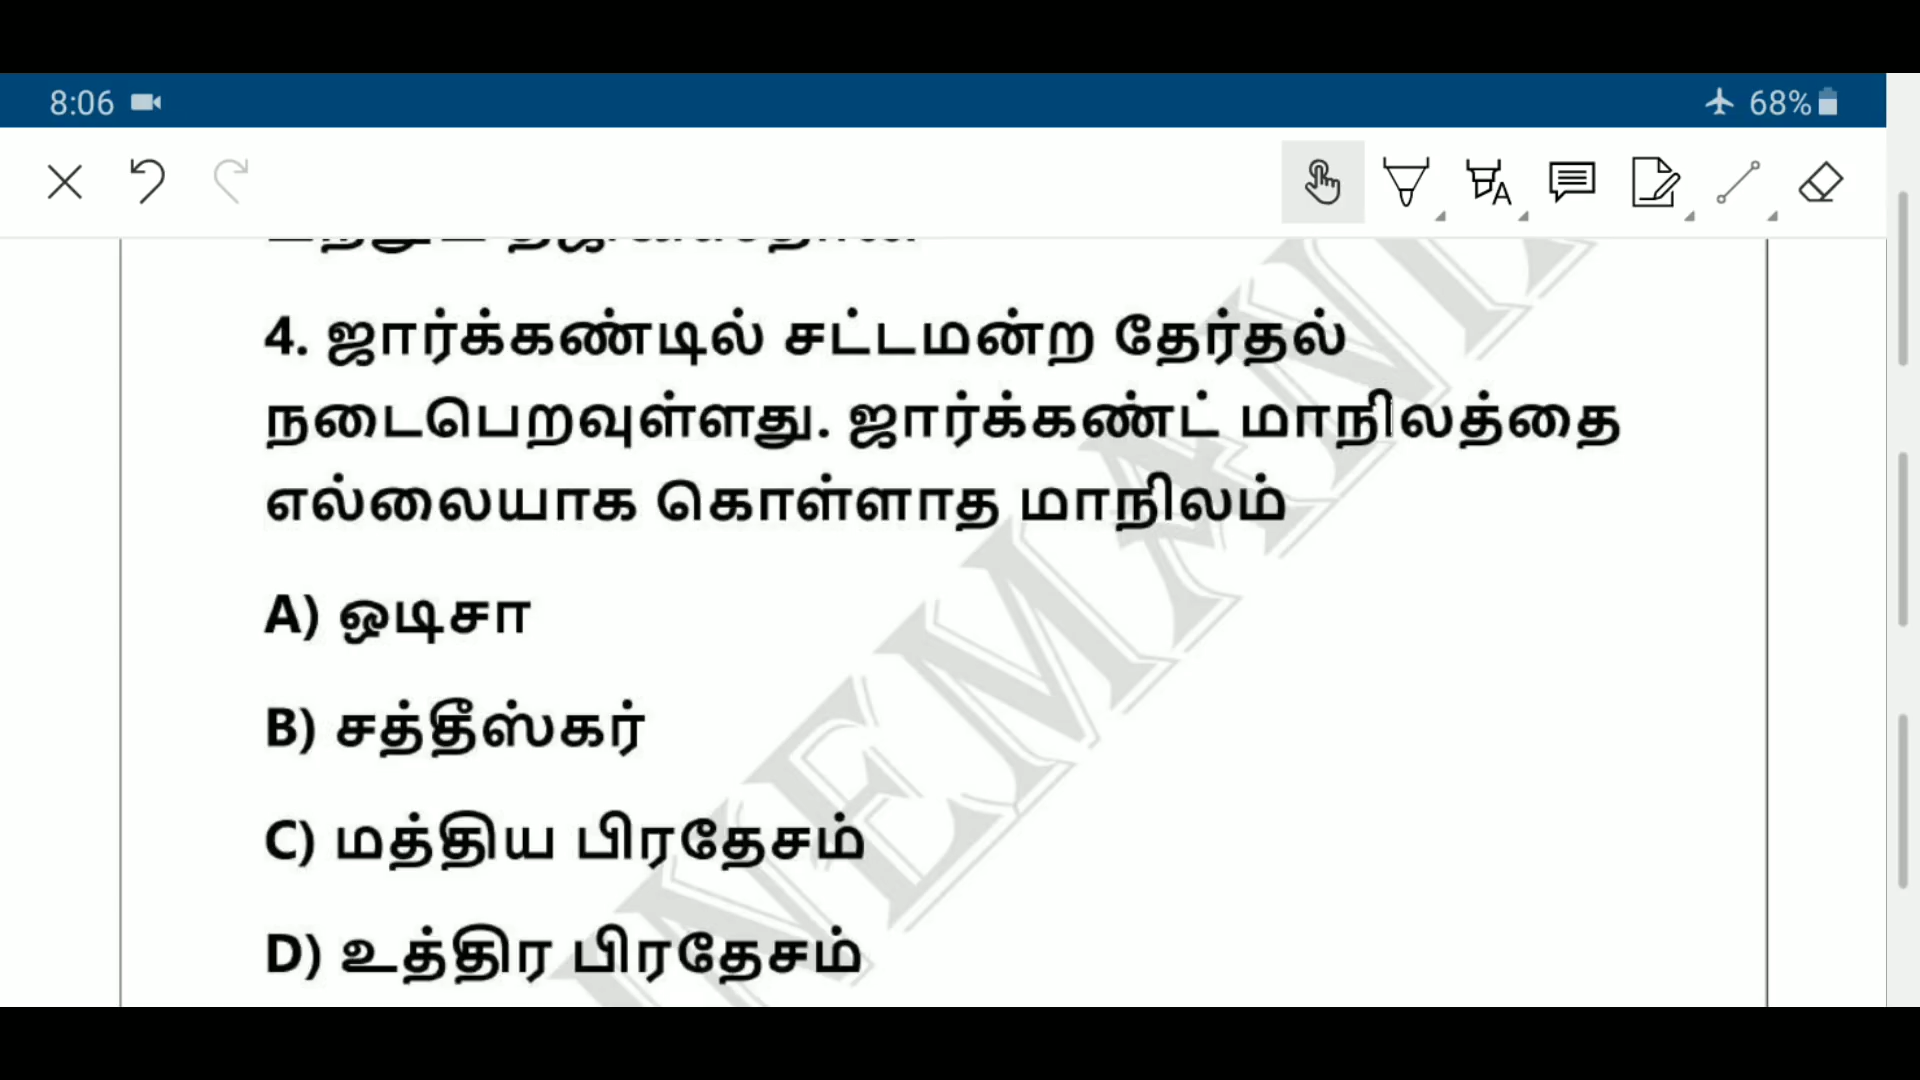 8:06
68%
4. ஜார்க்கண்டில் சட்டமன்ற தேர்தல்
நடைபெறவுள்ளது. ஜார்க்கண்ட் மாநிலத்தை
எல்லையாக கொள்ளாத மாநிலம்
A) ஒடிசா
B) சத்தீஸ்கர்
C) மத்திய பிரதேசம்
D) உத்திர பிரதேசம்